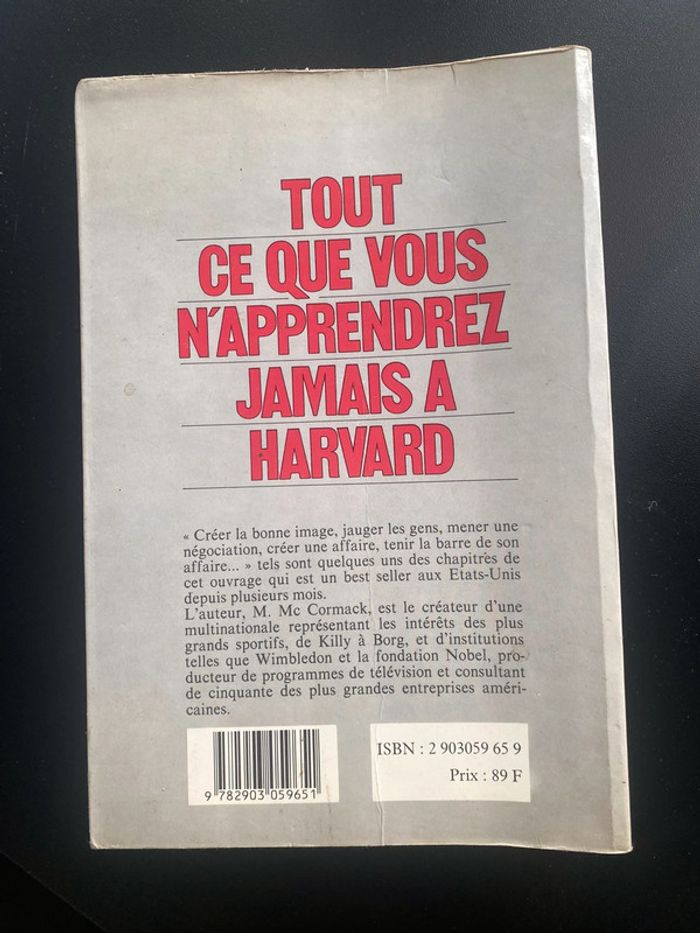 TOUT
CE QUE VOUS
N'APPRENDREZ
JAMAIS A
HARVARD
« Créer la bonne image, jauger les gens, mener une
négociation, créer une affaire, tenir la barre de son
affaire... » tels sont quelques uns des chapitres de
cet ouvrage qui est un best seller aux Etats-Unis
depuis plusieurs mois.
L'auteur, M. Mc Cormack, est le créateur d'une
multinationale représentant les intérêts des plus
grands sportifs, de Killy à Borg, et d'institutions
telles que Wimbledon et la fondation Nobel, pro-
ducteur de programmes de télévision et consultant
de cinquante des plus grandes entreprises améri-
caines.
ISBN : 2 903059 65 9
Prix : 89 F
9 782903 059651